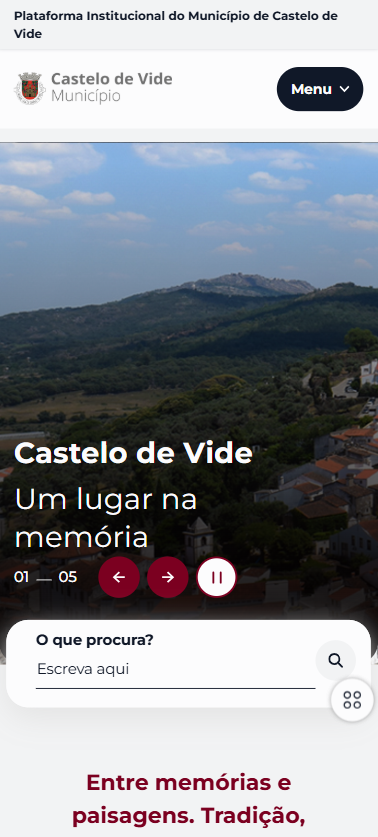 Plataforma Institucional do Município de Castelo de
Vide
Castelo de Vide
Município
Menu
Castelo de Vide
Um lugar na
memória
01 — 05
O que procura?
Escreva aqui
Entre memórias e
paisagens. Tradição,